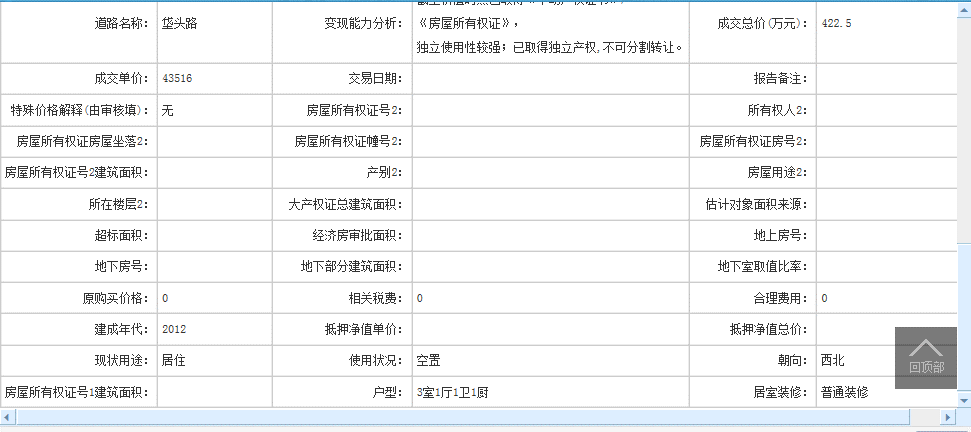 道路名称： 垡头路 变现能力分析： 《房屋所有权证》， 成交总价(万元)： 422.5
独立使用性较强；已取得独立产权,不可分割转让。
成交单价： 43516 交易日期： 报告备注：
特殊价格解释(由审核填)： 无 房屋所有权证号2： 所有权人2：
房屋所有权证房屋坐落2： 房屋所有权证幢号2： 房屋所有权证房号2：
房屋所有权证号2建筑面积： 产别2： 房屋用途2：
所在楼层2： 大产权证总建筑面积： 估计对象面积来源：
超标面积： 经济房审批面积： 地上房号：
地下房号： 地下部分建筑面积： 地下室取值比率：
原购买价格： 0 相关税费： 0 合理费用： 0
建成年代： 2012 抵押净值单价： 抵押净值总价：
现状用途： 居住 使用状况： 空置 朝向： 西北
回顶部
房屋所有权证号1建筑面积： 户型： 3室1厅1卫1厨 居室装修： 普通装修